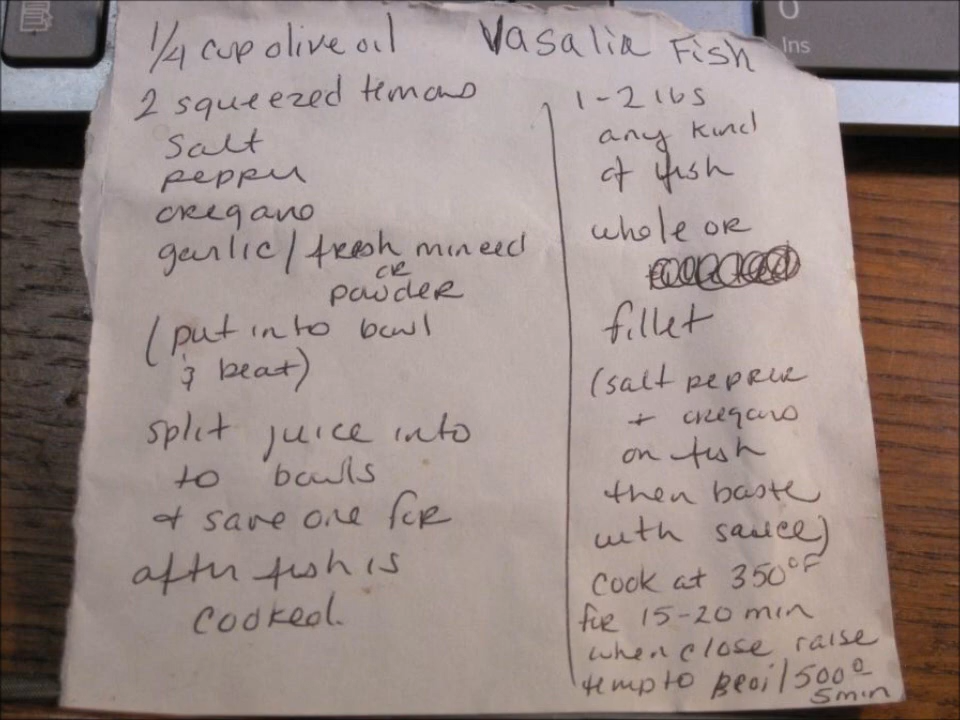 Vasalia Fish
1/4 cup olive oil
2 squeezed lemons
salt
pepper
oregano
garlic / fresh minced
or
powder
(put into bowl
& beat)
split juice into
to bowls
& save one for
after fish is
cooked.
1-2 lbs
any kind
of fish
whole or
fillet
(salt pepper
+ oregano
on fish
then baste
with sauce)
cook at 350°F
for 15-20 min
when close raise
temp to broil/500°
5min
0
Ins